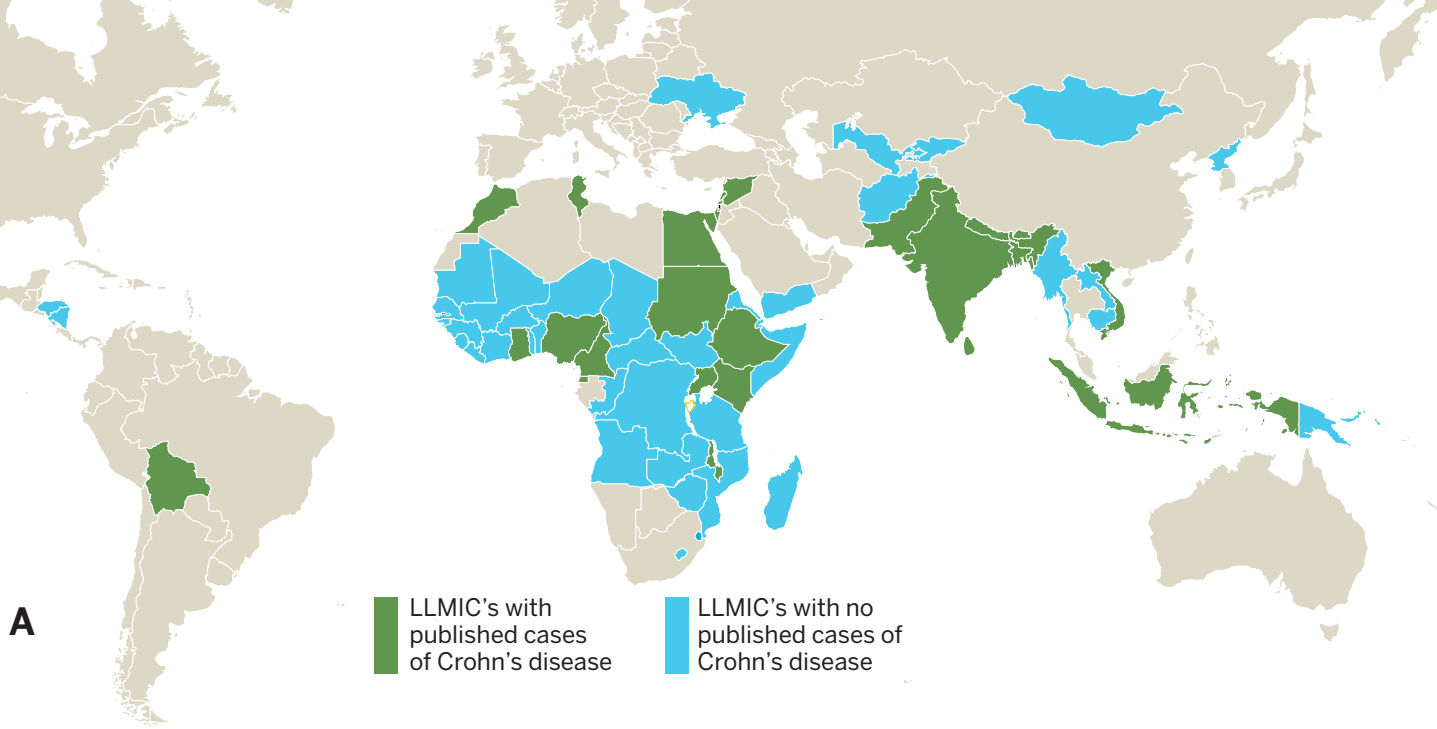 A
LLMIC’s with
published cases
of Crohn’s disease
LLMIC’s with no
published cases of
Crohn’s disease